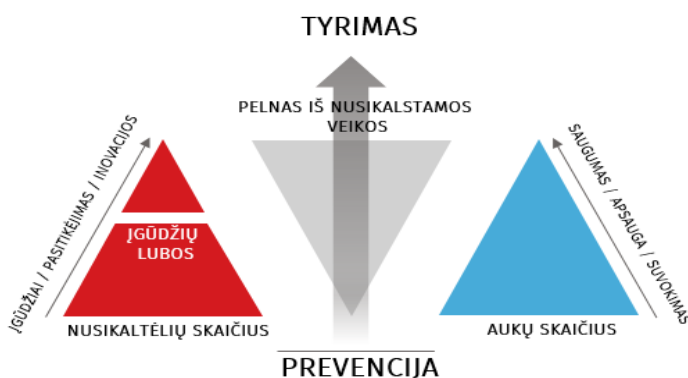 TYRIMAS
PELNAS IŠ NUSIKALSTAMOS
VEIKOS
ĮGŪDŽIAI / PASITIKĖJIMAS / INOVACIJOS
ĮGŪDŽIŲ
LUBOS
NUSIKALTĖLIŲ SKAIČIUS
SAUGUMAS / APSAUGA / SUVOKIMAS
AUKŲ SKAIČIUS
PREVENCIJA